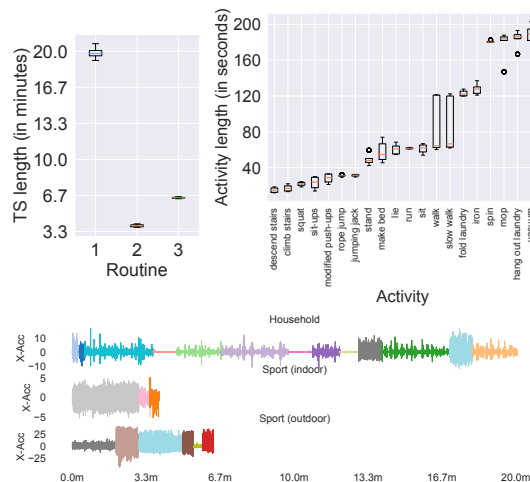 TS length (in minutes)
20.0
16.7
13.3
10.0
6.7
3.3
1 2 3
Routine
Activity length (in seconds)
200
160
120
80
40
descend stairs
climb stairs
squat
sit-ups
modified push-ups
rope jump
jumping jack
stand
make bed
lie
run
sit
walk
slow walk
fold laundry
iron
spin
mop
hang out laundry
Activity
Household
X-Acc
10
0
−10
Sport (indoor)
X-Acc
5
0
−5
Sport (outdoor)
X-Acc
25
0
−25
0.0m 3.3m 6.7m 10.0m 13.3m 16.7m 20.0m